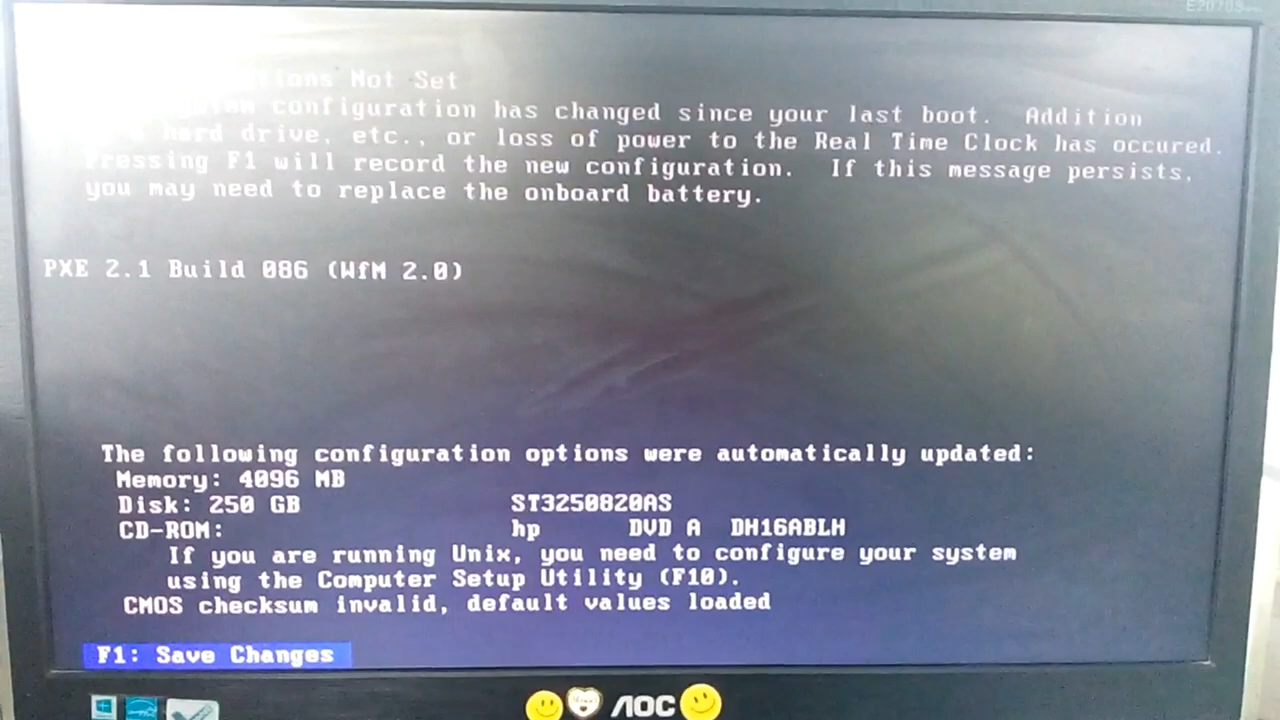 E2070S
tions Not Set
configuration has changed since your last boot. Addition
hard drive, etc., or loss of power to the Real Time Clock has occured.
Pressing F1 will record the new configuration. If this message persists,
you may need to replace the onboard battery.
PXE 2.1 Build 086 (WfM 2.0)
The following configuration options were automatically updated:
Memory: 4096 MB
Disk: 250 GB ST3250820AS
CD-ROM: hp DVD A DH16ABLH
If you are running Unix, you need to configure your system
using the Computer Setup Utility (F10).
CMOS checksum invalid, default values loaded
F1: Save Changes
AOC